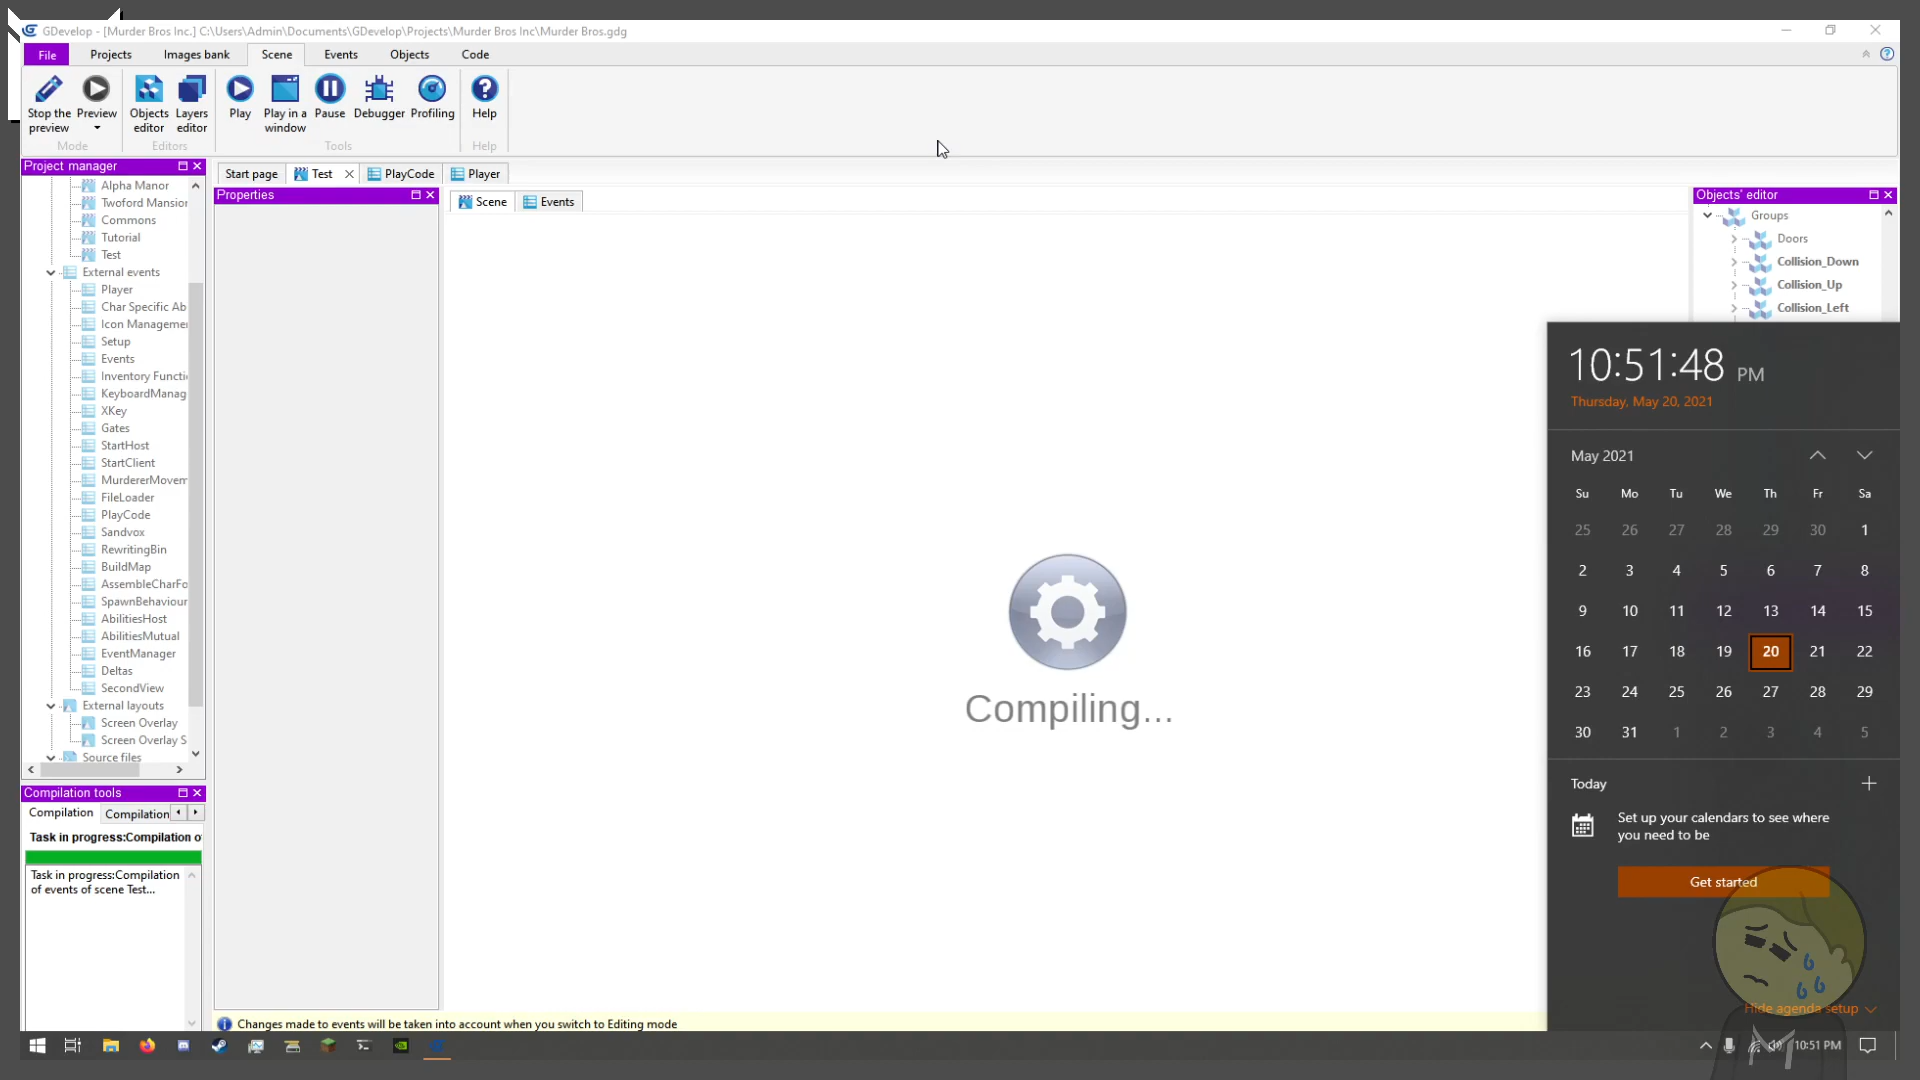 GDevelop - [Murder Bros Inc.] C:\Users\Admin\Documents\GDevelop\Projects\Murder Bros Inc\Murder Bros.gdg
File Projects Images bank Scene Events Objects Code
Stop the preview
Preview
Objects editor
Layers editor
Play
Play in a window
Pause
Debugger
Profiling
Help
Mode Editors Tools Help
Project manager
Start page Test PlayCode Player
Properties
Scene Events
Objects' editor
Alpha Manor
Twoford Mansion
Commons
Tutorial
Test
External events
Player
Char Specific Ab
Icon Manageme
Setup
Events
Inventory Functi
KeyboardManag
XKey
Gates
StartHost
StartClient
MurdererMovem
FileLoader
PlayCode
Sandvox
RewritingBin
BuildMap
AssembleCharFo
SpawnBehaviour
AbilitiesHost
AbilitiesMutual
EventManager
Deltas
SecondView
External layouts
Screen Overlay
Screen Overlay S
Source files
Compilation tools
Compilation Compilation
Task in progress:Compilation o
Task in progress:Compilation
of events of scene Test...
Compiling...
Changes made to events will be taken into account when you switch to Editing mode
Groups
Doors
Collision_Down
Collision_Up
Collision_Left
10:51:48 PM
Thursday, May 20, 2021
May 2021
Su Mo Tu We Th Fr Sa
25 26 27 28 29 30 1
2 3 4 5 6 7 8
9 10 11 12 13 14 15
16 17 18 19 20 21 22
23 24 25 26 27 28 29
30 31 1 2 3 4 5
Today
Set up your calendars to see where
you need to be
Get started
Hide agenda setup
10:51 PM